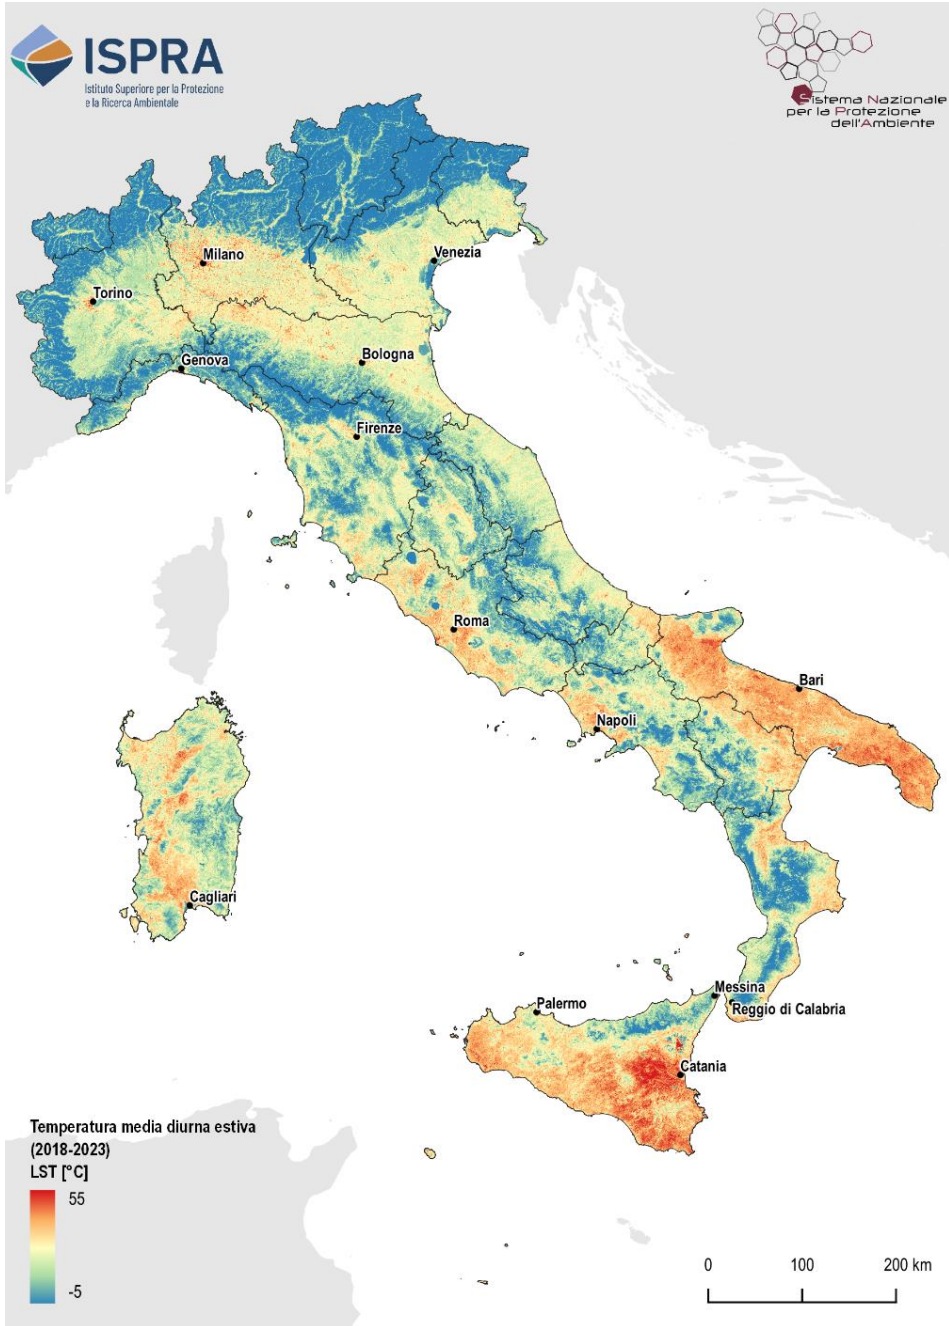 ISPRA
Istituto Superiore per la Protezione
e la Ricerca Ambientale
Sistema Nazionale
per la Protezione
dell'Ambiente
Milano
Venezia
Torino
Bologna
Genova
Firenze
Roma
Bari
Napoli
Cagliari
Messina
Palermo
Reggio di Calabria
Catania
Temperatura media diurna estiva
(2018-2023)
LST [°C]
55
-5
0 100 200 km